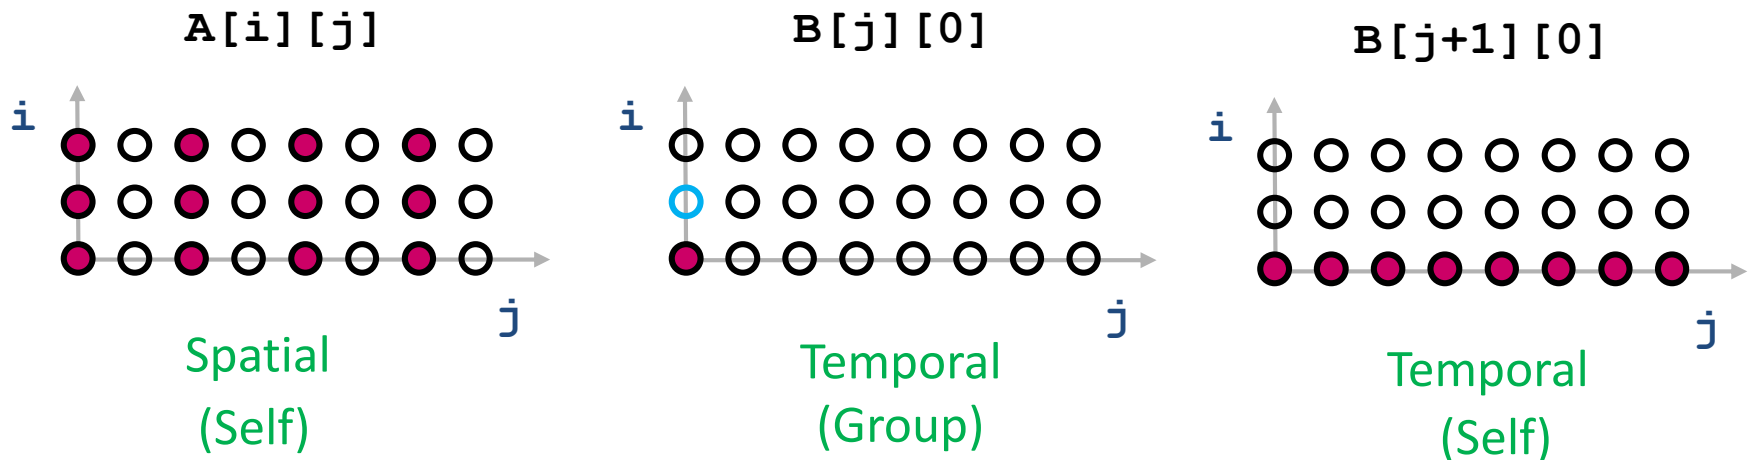 A[i][j]
i
j
Spatial
(Self)
B[j][0]
i
j
Temporal
(Group)
B[j+1][0]
i
j
Temporal
(Self)